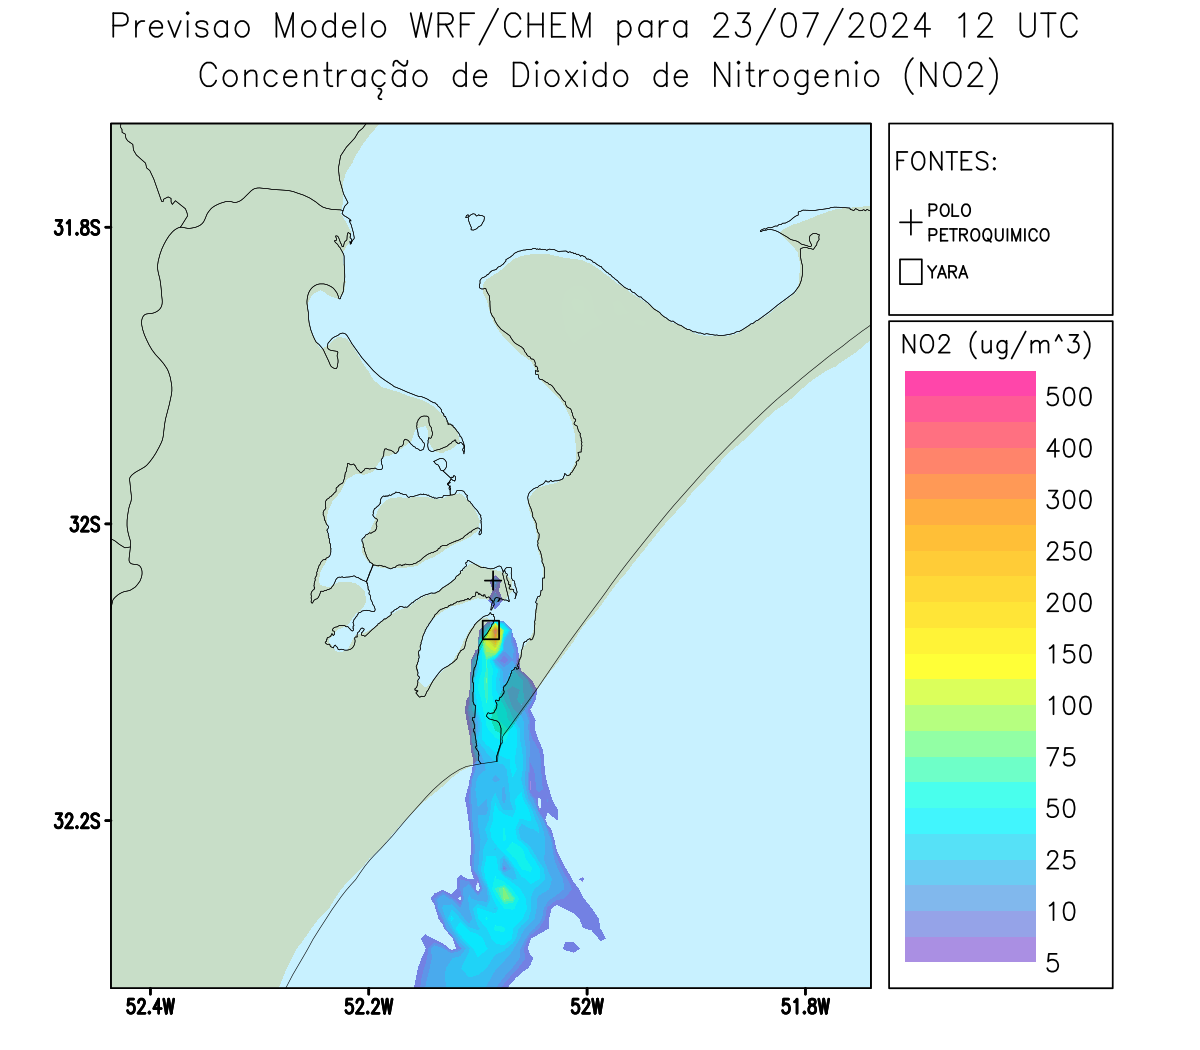 Previsao Modelo WRF/CHEM para 23/07/2024 12 UTC
Concentração de Dioxido de Nitrogenio (NO2)
FONTES:
POLO
PETROQUIMICO
YARA
NO2 (ug/m^3)
500
400
300
250
200
150
100
75
50
25
10
5
31.8S
32S
32.2S
52.4W
52.2W
52W
51.8W